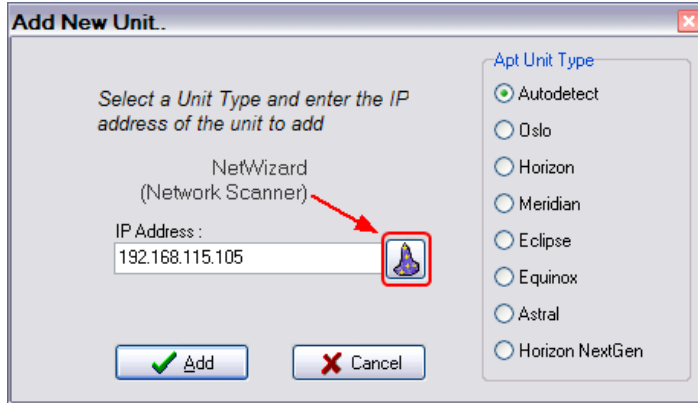 Add New Unit..
Select a Unit Type and enter the IP
address of the unit to add
NetWizard
(Network Scanner)
IP Address :
192.168.115.105
Add
Cancel
Apt Unit Type
Autodetect
Oslo
Horizon
Meridian
Eclipse
Equinox
Astral
Horizon NextGen